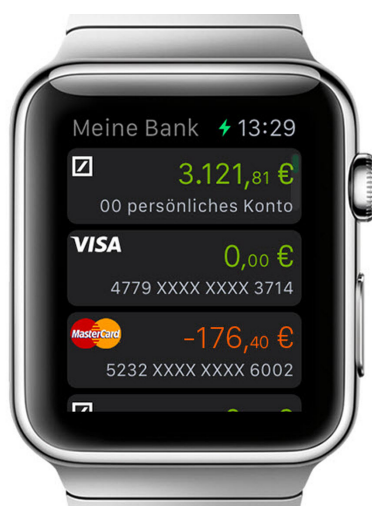 Meine Bank 13:29
3.121,81 €
00 persönliches Konto
VISA
0,00 €
4779 XXXX XXXX 3714
MasterCard
-176,40 €
5232 XXXX XXXX 6002